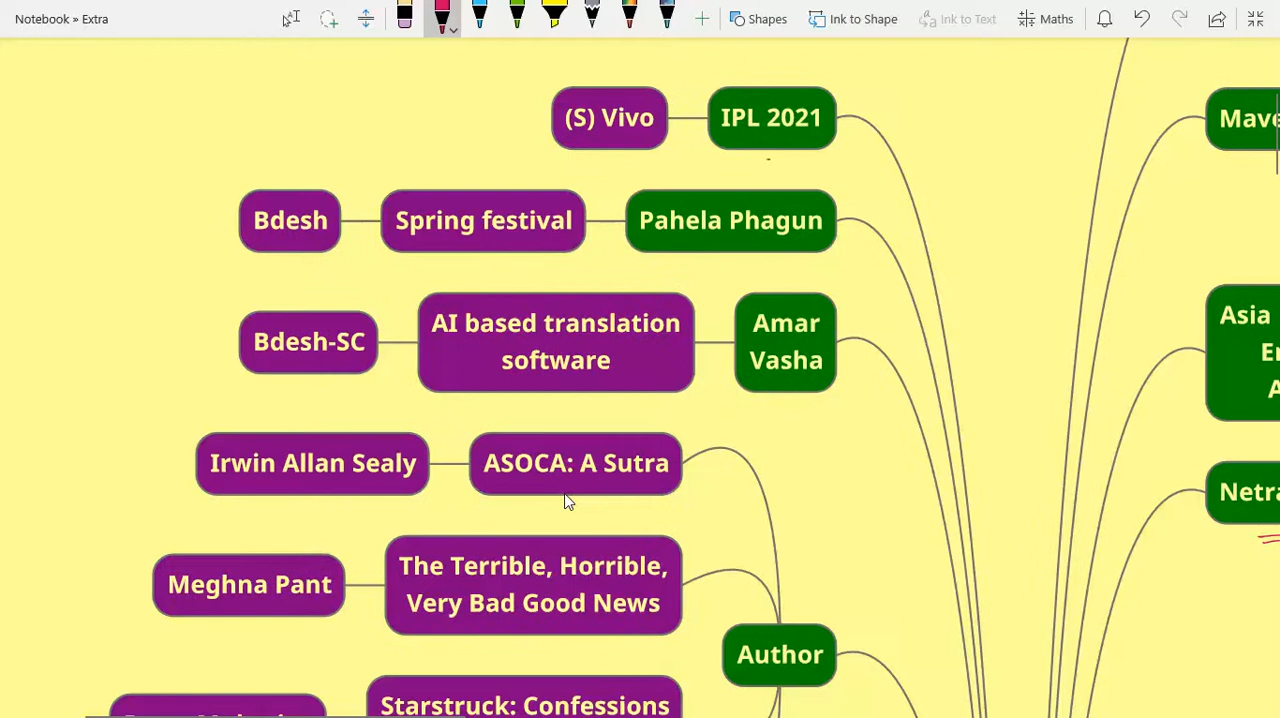 Notebook » Extra
Shapes
Ink to Shape
Ink to Text
Maths
(S) Vivo
IPL 2021
Bdesh
Spring festival
Pahela Phagun
Bdesh-SC
AI based translation
software
Amar
Vasha
Irwin Allan Sealy
ASOCA: A Sutra
Meghna Pant
The Terrible, Horrible,
Very Bad Good News
Author
Starstruck: Confessions
Asia